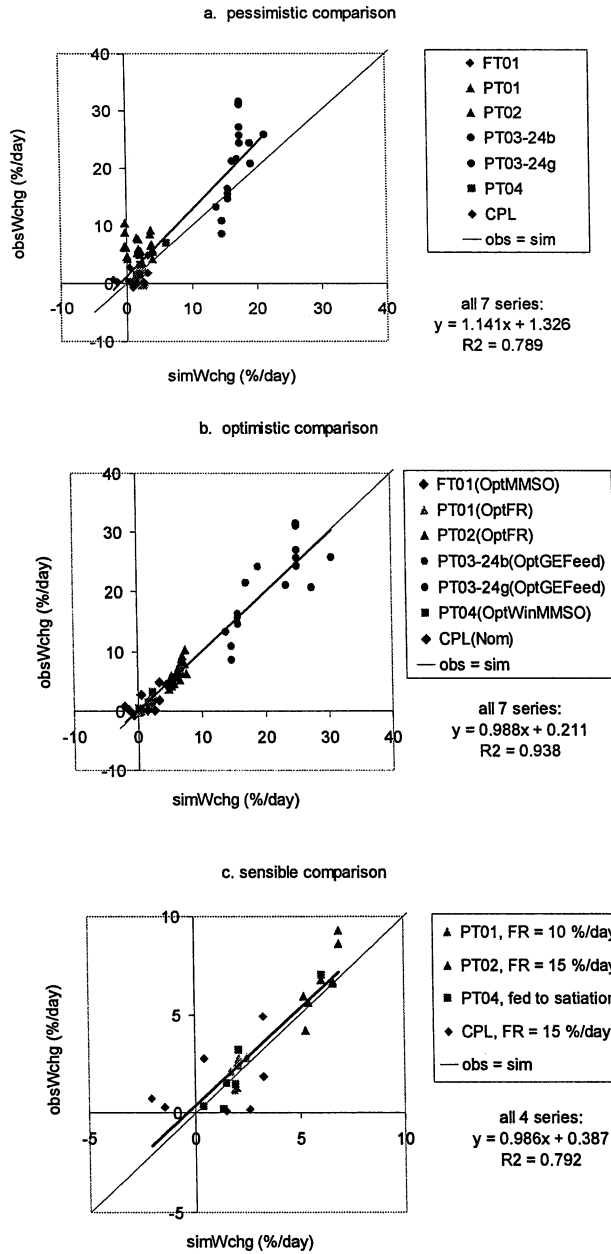 a. pessimistic comparison
40
30
20
10
0
-10
-10
0
10
20
30
40
obsWchg (%/day)
simWchg (%/day)
FT01
PT01
PT02
PT03-24b
PT03-24g
PT04
CPL
obs = sim
all 7 series:
y = 1.141x + 1.326
R2 = 0.789
b. optimistic comparison
40
30
20
10
0
-10
-10
0
10
20
30
40
obsWchg (%/day)
simWchg (%/day)
FT01(OptMMSO)
PT01(OptFR)
PT02(OptFR)
PT03-24b(OptGEFeed)
PT03-24g(OptGEFeed)
PT04(OptWinMMSO)
CPL(Nom)
obs = sim
all 7 series:
y = 0.988x + 0.211
R2 = 0.938
c. sensible comparison
10
5
0
-5
-5
0
5
10
obsWchg (%/day)
simWchg (%/day)
PT01, FR = 10 %/day
PT02, FR = 15 %/day
PT04, fed to satiation
CPL, FR = 15 %/day
obs = sim
all 4 series:
y = 0.986x + 0.387
R2 = 0.792